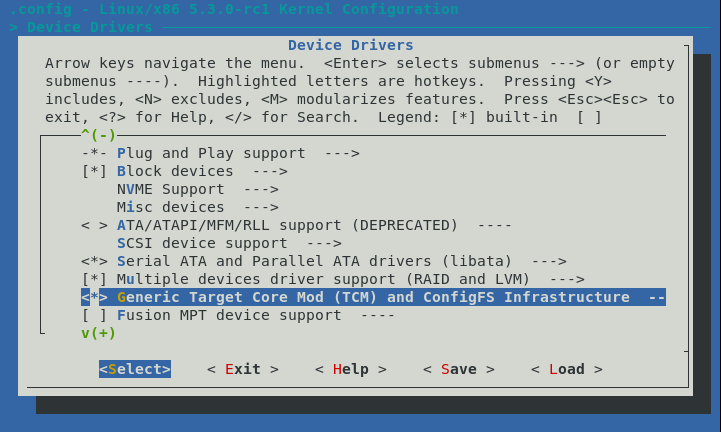 .config - Linux/x86 5.3.0-rc1 Kernel Configuration
> Device Drivers
Device Drivers
Arrow keys navigate the menu.  <Enter> selects submenus ---> (or empty
submenus ----).  Highlighted letters are hotkeys.  Pressing <Y>
includes, <N> excludes, <M> modularizes features.  Press <Esc><Esc> to
exit, <?> for Help, </> for Search.  Legend: [*] built-in  [ ]
^(-)
-*- Plug and Play support  --->
[*] Block devices  --->
NVME Support  --->
Misc devices  --->
< > ATA/ATAPI/MFM/RLL support (DEPRECATED)  ----
SCSI device support  --->
<*> Serial ATA and Parallel ATA drivers (libata)  --->
[*] Multiple devices driver support (RAID and LVM)  --->
<*> Generic Target Core Mod (TCM) and ConfigFS Infrastructure  --
[ ] Fusion MPT device support  ----
v(+)
<Select>    < Exit >    < Help >    < Save >    < Load >